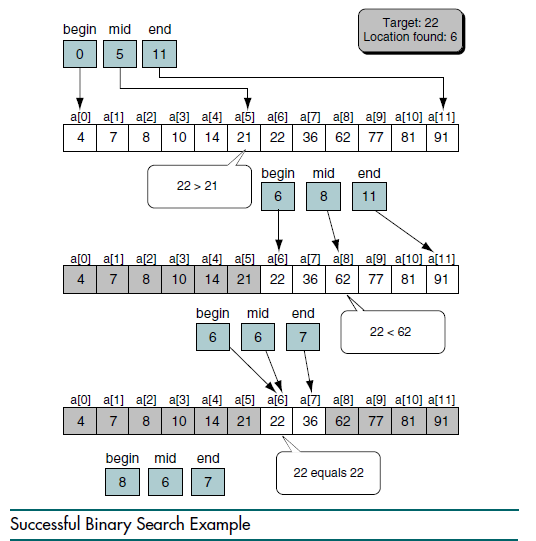 begin mid end
Target: 22
Location found: 6
0 5 11
a[0] a[1] a[2] a[3] a[4] a[5] a[6] a[7] a[8] a[9] a[10] a[11]
4 7 8 10 14 21 22 36 62 77 81 91
22 > 21
begin mid end
6 8 11
a[0] a[1] a[2] a[3] a[4] a[5] a[6] a[7] a[8] a[9] a[10] a[11]
4 7 8 10 14 21 22 36 62 77 81 91
begin mid end
6 6 7
22 < 62
a[0] a[1] a[2] a[3] a[4] a[5] a[6] a[7] a[8] a[9] a[10] a[11]
4 7 8 10 14 21 22 36 62 77 81 91
begin mid end
8 6 7
22 equals 22
Successful Binary Search Example